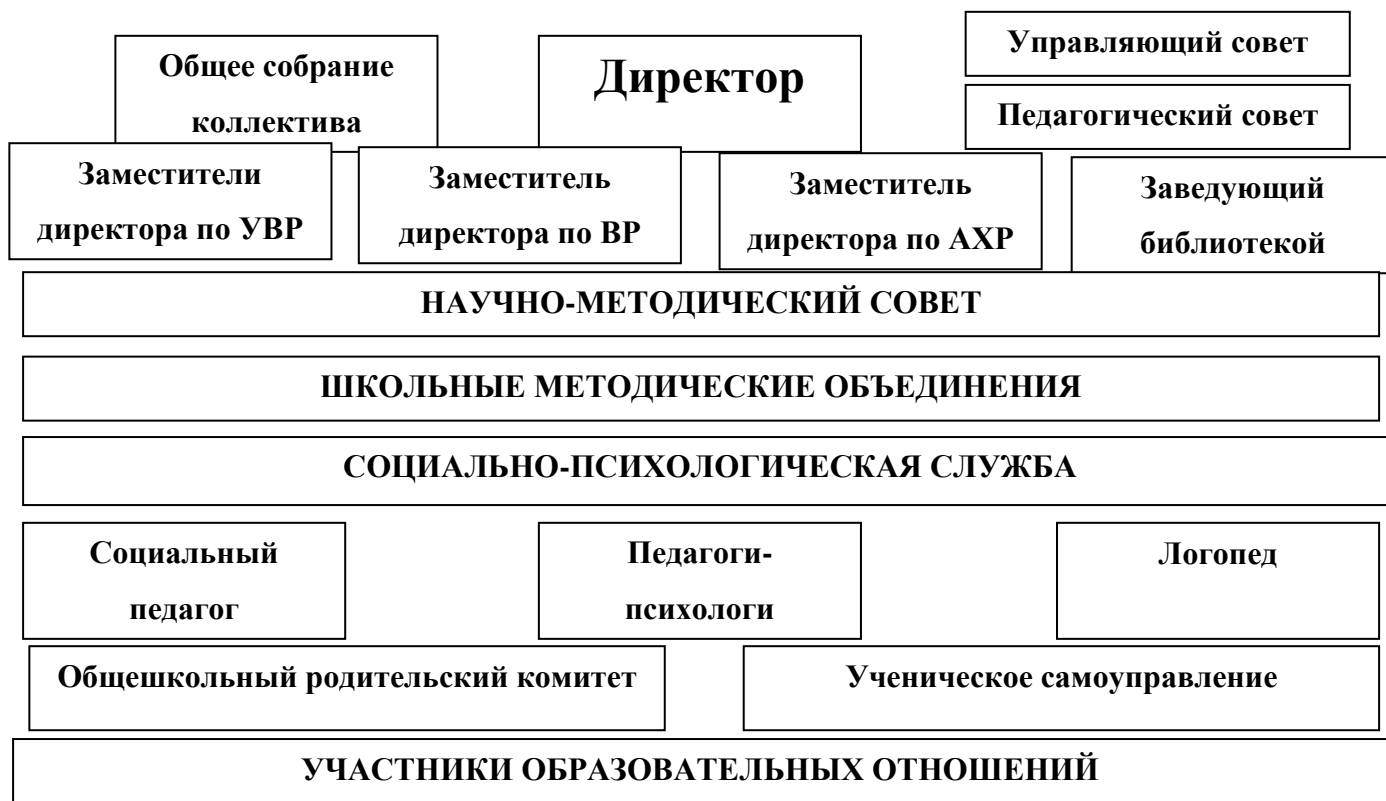 Общее собрание
коллектива
Директор
Управляющий совет
Педагогический совет
Заместители
директора по УВР
Заместитель
директора по ВР
Заместитель
директора по АХР
Заведующий
библиотекой
НАУЧНО-МЕТОДИЧЕСКИЙ СОВЕТ
ШКОЛЬНЫЕ МЕТОДИЧЕСКИЕ ОБЪЕДИНЕНИЯ
СОЦИАЛЬНО-ПСИХОЛОГИЧЕСКАЯ СЛУЖБА
Социальный
педагог
Педагоги-
психологи
Логопед
Общешкольный родительский комитет
Ученическое самоуправление
УЧАСТНИКИ ОБРАЗОВАТЕЛЬНЫХ ОТНОШЕНИЙ